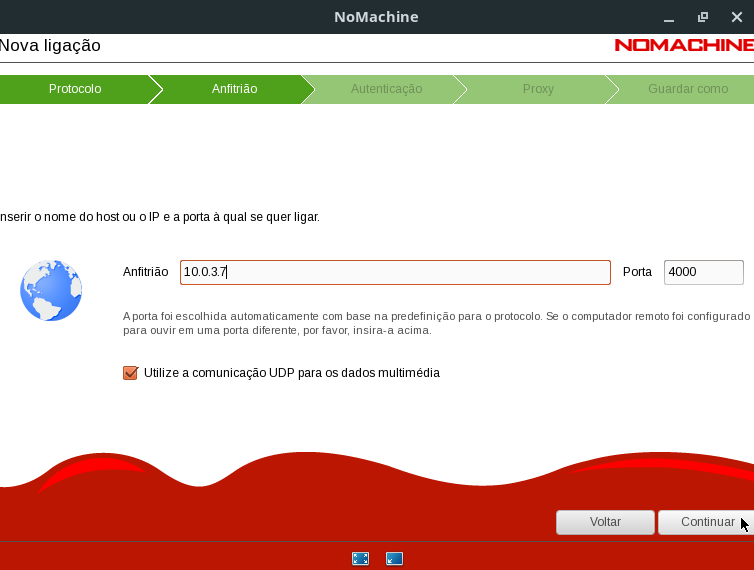 NoMachine
Nova ligação
NOMACHINE
Protocolo
Anfitrião
Autenticação
Proxy
Guardar como
nserir o nome do host ou o IP e a porta à qual se quer ligar.
Anfitrião 10.0.3.7 Porta 4000
A porta foi escolhida automaticamente com base na predefinição para o protocolo. Se o computador remoto foi configurado
para ouvir em uma porta diferente, por favor, insira-a acima.
Utilize a comunicação UDP para os dados multimédia
Voltar
Continuar